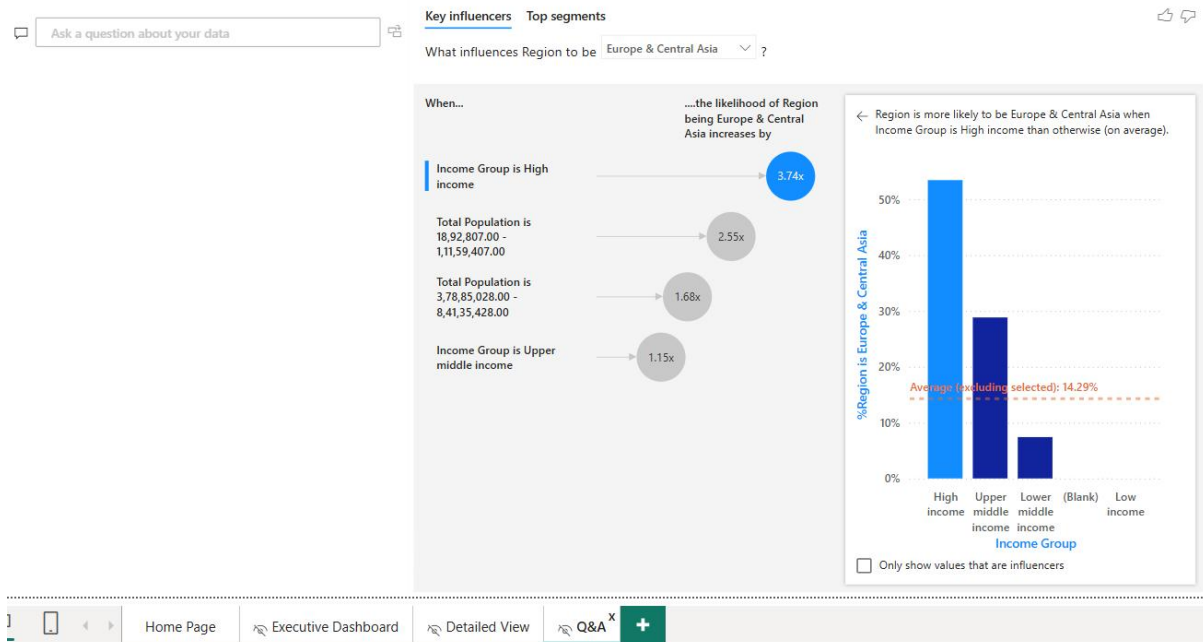 Ask a question about your data
Key influencers Top segments
What influences Region to be Europe & Central Asia ?
When...
....the likelihood of Region
being Europe & Central
Asia increases by
Income Group is High
income
3.74x
Total Population is
18,92,807.00 -
1,11,59,407.00
2.55x
Total Population is
3,78,85,028.00 -
8,41,35,428.00
1.68x
Income Group is Upper
middle income
1.15x
← Region is more likely to be Europe & Central Asia when
Income Group is High income than otherwise (on average).
%Region is Europe & Central Asia
50%
40%
30%
20%
10%
0%
Average (excluding selected): 14.29%
High
income
Upper
middle
income
Lower
middle
income
(Blank)
Low
income
Income Group
Only show values that are influencers
Home Page
Executive Dashboard
Detailed View
Q&A x
+